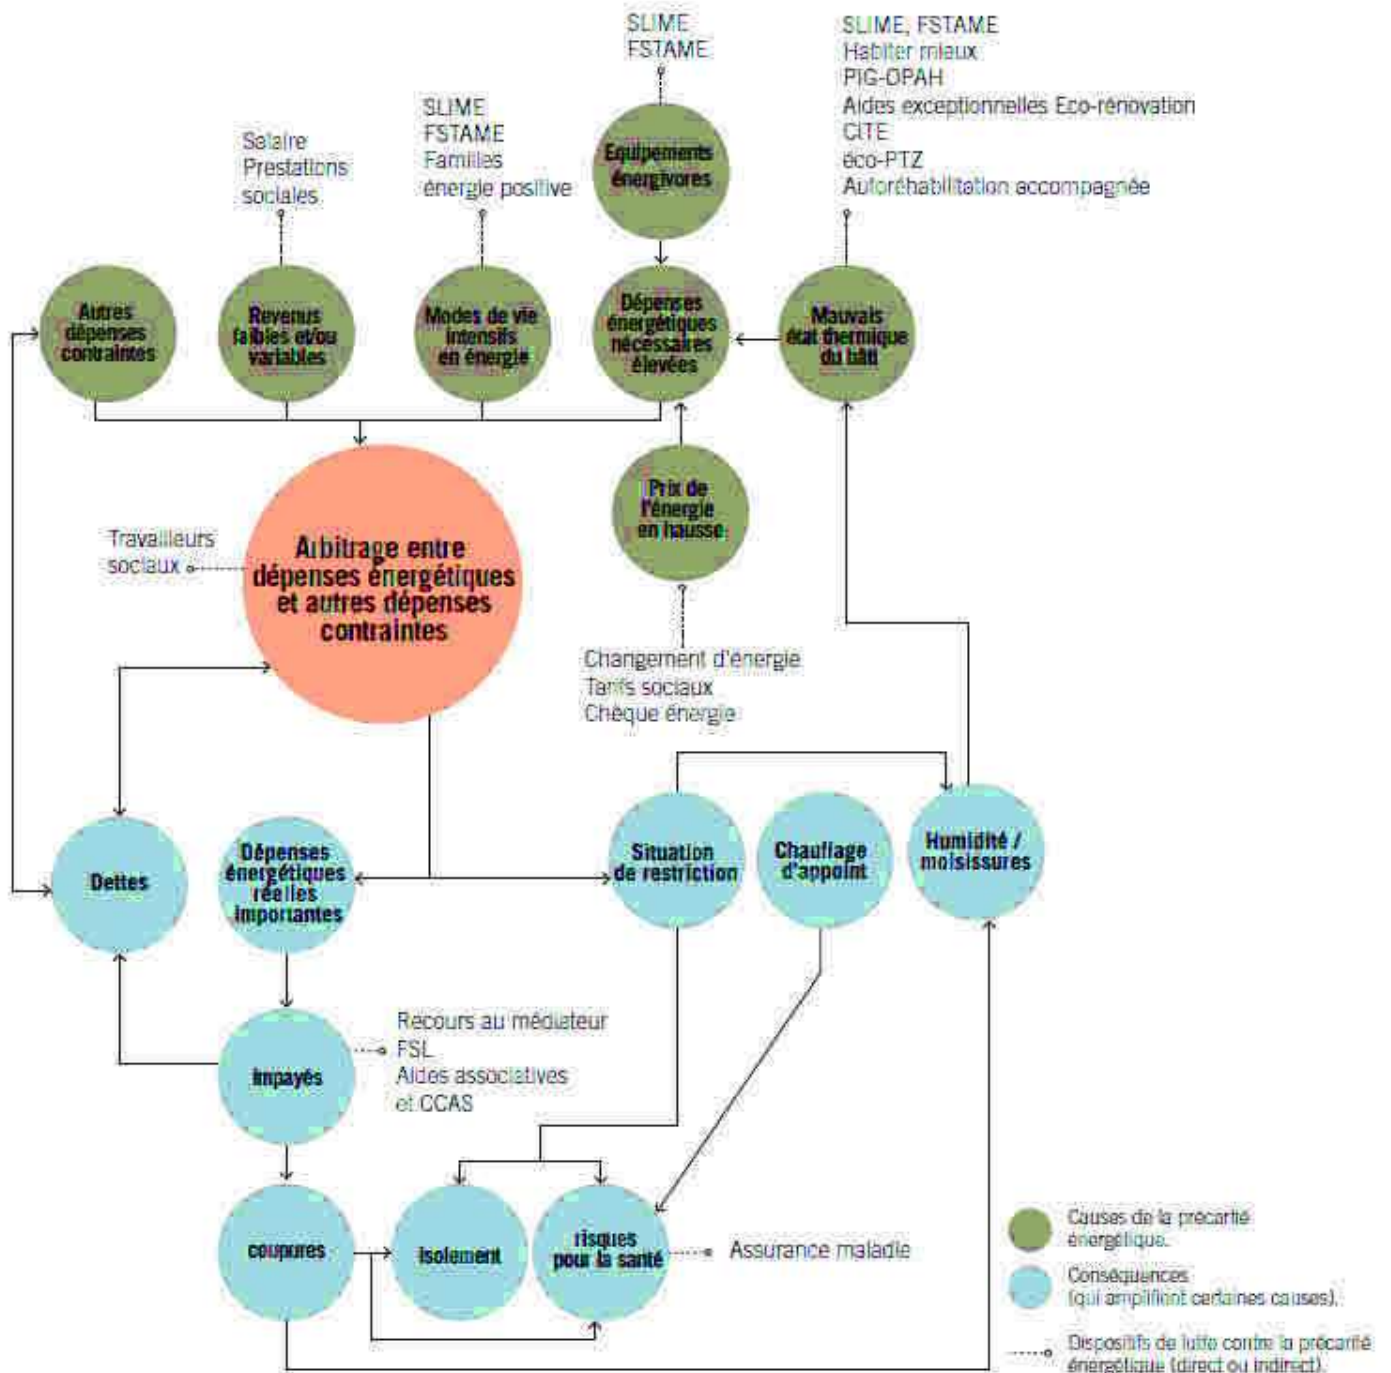 SLIME
FSTAME
SLIME, FSTAME
Habiter mieux
PIG-OPAH
Aides exceptionnelles Eco-rénovation
CITE
éco-PTZ
Autoréhabilitation accompagnée
SLIME
FSTAME
Familles
énergie positive
Salaire
Prestations
sociales
Equipements
énergivores
Autres
dépenses
contraintes
Revenus
faibles et/ou
variables
Modes de vie
intensifs
en énergie
Dépenses
énergétiques
nécessaires
élevées
Mauvais
état thermique
du bâti
Prix de
l'énergie
en hausse
Travailleurs
sociaux
Arbitrage entre
dépenses énergétiques
et autres dépenses
contraintes
Changement d'énergie
Tarifs sociaux
Chèque énergie
Dettes
Dépenses
énergétiques
réelles
importantes
Situation
de restriction
Chauffage
d'appoint
Humidité /
moisissures
Impayés
Recours au médiateur
FSL
Aides associatives
et CCAS
coupures
isolement
risques
pour la santé
Assurance maladie
Causes de la précarité
énergétique.
Conséquences
(qui amplifient certaines causes).
Dispositifs de lutte contre la précarité
énergétique (direct ou indirect).